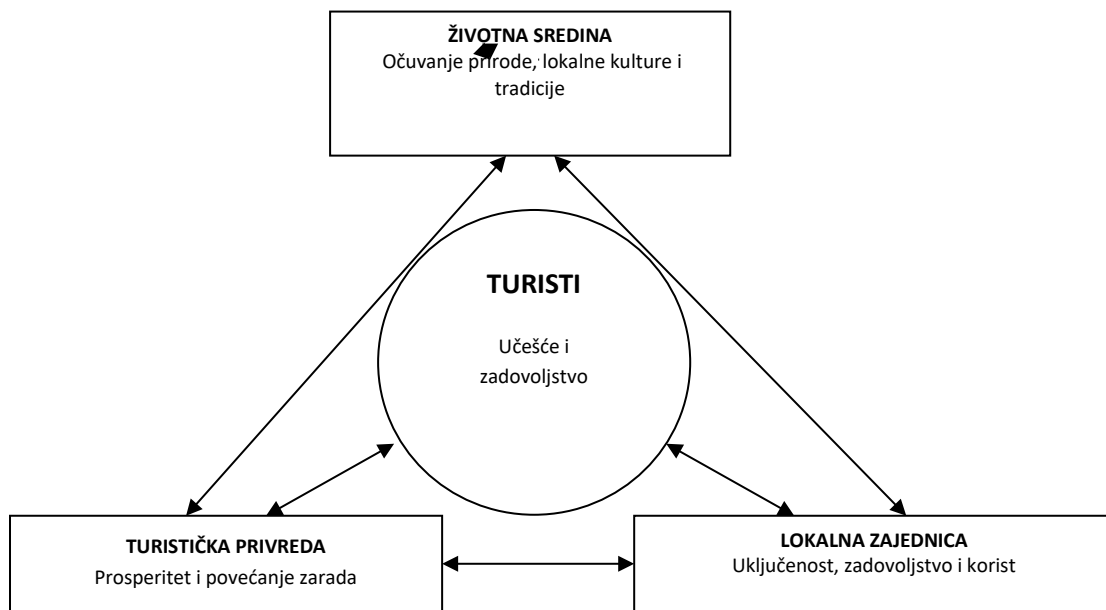 ŽIVOTNA SREDINA
Očuvanje prirode, lokalne kulture i
tradicije
TURISTI
Učešće i
zadovoljstvo
TURISTIČKA PRIVREDA
Prosperitet i povećanje zarada
LOKALNA ZAJEDNICA
Uključenost, zadovoljstvo i korist